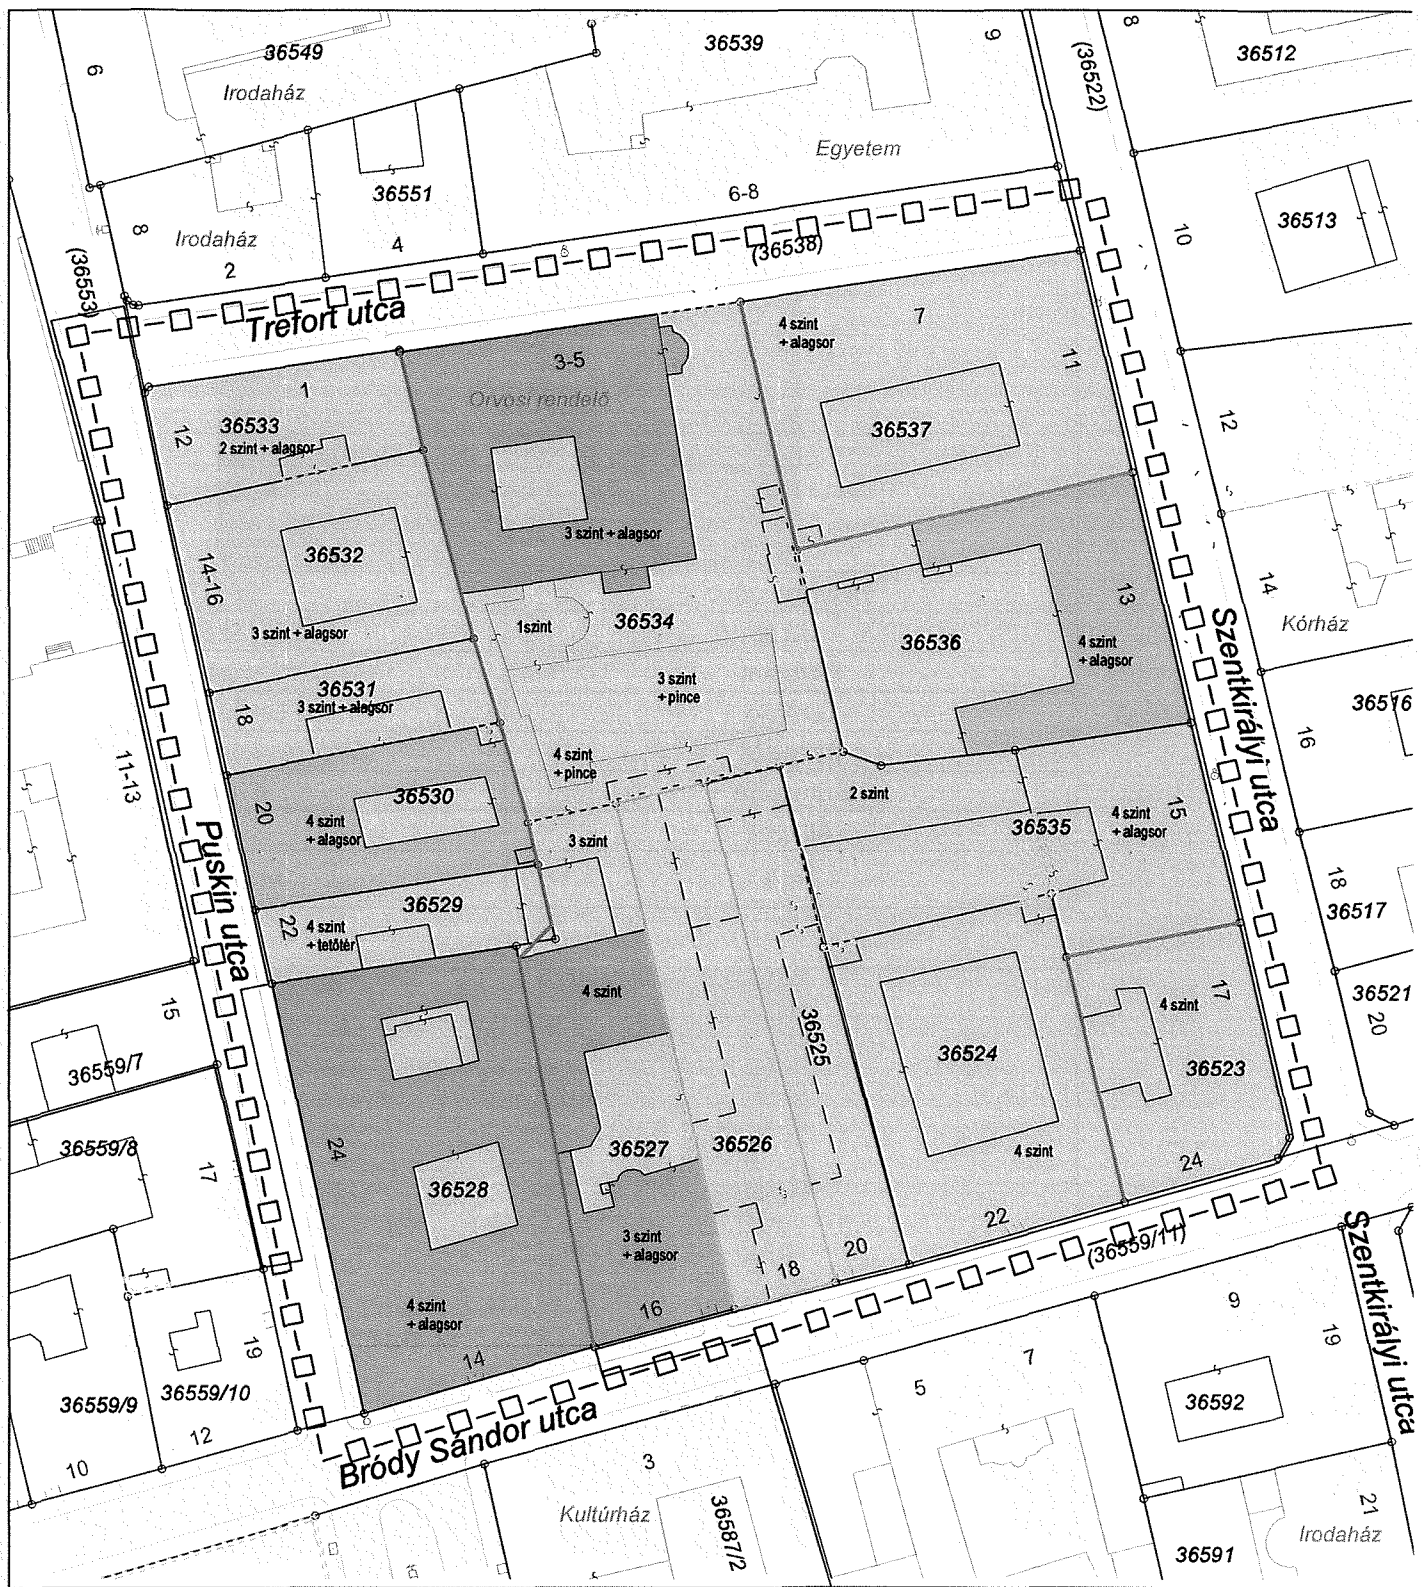 6
36549
Irodaház
36539
9
(36522)
8
36512
Egyetem
36551
6-8
8
Irodaház
2
4
(36553)
(36538)
10
36513
Trefort utca
1
3-5
Orvosi rendelő
4 szint
+ alagsor
7
11
12
36533
2 szint + alagsor
36537
12
36532
14-16
3 szint + alagsor
3 szint + alagsor
1szint
36534
36536
13
4 szint
+ alagsor
14
Kórház
Szentkirályi utca
36531
3 szint + alagsor
18
3 szint
+ pince
36516
16
11-13
4 szint
+ pince
20
36530
4 szint
+ alagsor
2 szint
36535
4 szint
+ alagsor
15
Puskin utca
3 szint
22
36529
4 szint
+ tetőtér
18
36517
15
4 szint
36525
17
4 szint
36521
20
36559/7
36524
36523
36559/8
17
24
36527
36526
4 szint
24
36528
3 szint
+ alagsor
22
20
18
(36559/11)
4 szint
+ alagsor
16
14
19
36559/10
36559/9
12
10
Bródy Sándor utca
Szentkirályi utca
9
19
7
5
36592
3
Kultúrház
36587/2
21
Irodaház
36591